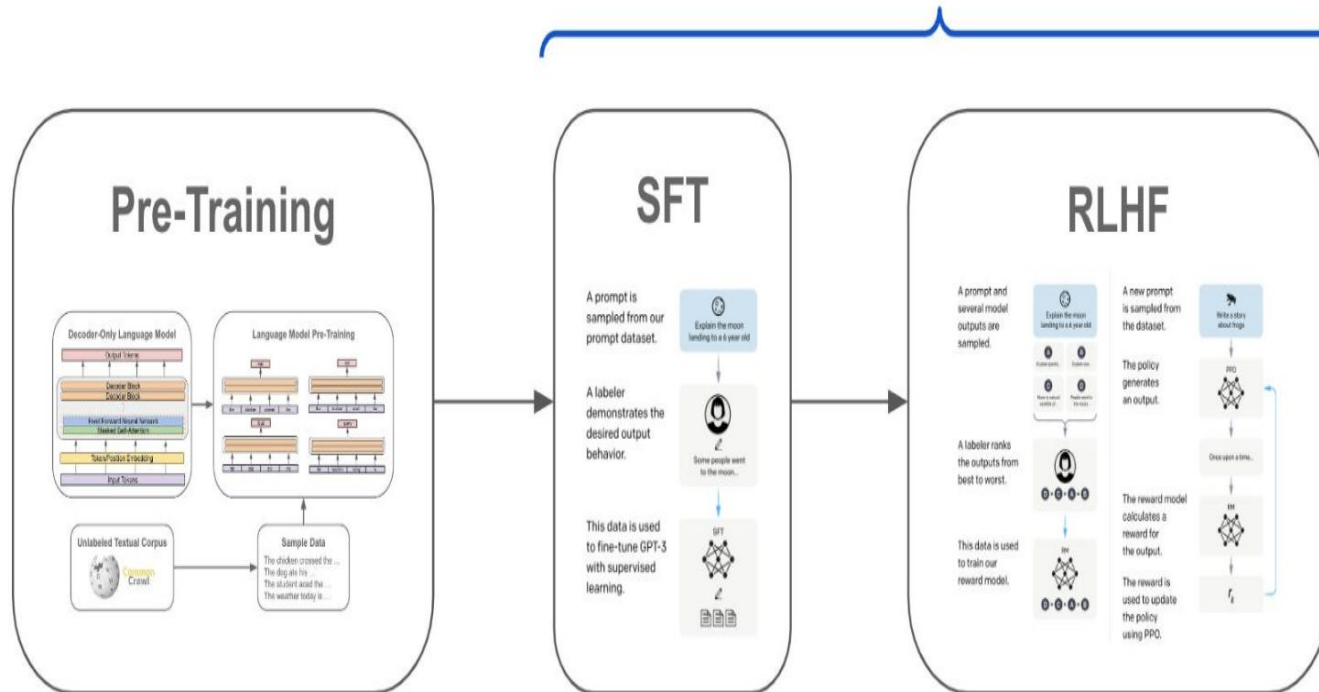 Pre-Training
Decoder-Only Language Model
Output Tokens
Decoder Block
Decoder Block
Feed Forward Neural Network
Masked Self-Attention
Token/Position Embedding
Input Tokens
Language Model Pre-Training
Unlabeled Textual Corpus
Common
Crawl
Sample Data
The chicken crossed the ...
The dog ate his ...
The student aced the ...
The weather today is ...
SFT
A prompt is
sampled from our
prompt dataset.
Explain the moon
landing to a 6 year old
A labeler
demonstrates the
desired output
behavior.
Some people went
to the moon...
This data is used
to fine-tune GPT-3
with supervised
learning.
SFT
RLHF
A prompt and
several model
outputs are
sampled.
Explain the moon
landing to a 6 year old
A
B
C
D
A labeler ranks
the outputs from
best to worst.
D > C > A > B
This data is used
to train our
reward model.
RM
D > C > A > B
A new prompt
is sampled from
the dataset.
Write a story
about frogs
The policy
generates
an output.
PPO
Once upon a time...
The reward model
calculates a
reward for
the output.
RM
The reward is
used to update
the policy
using PPO.